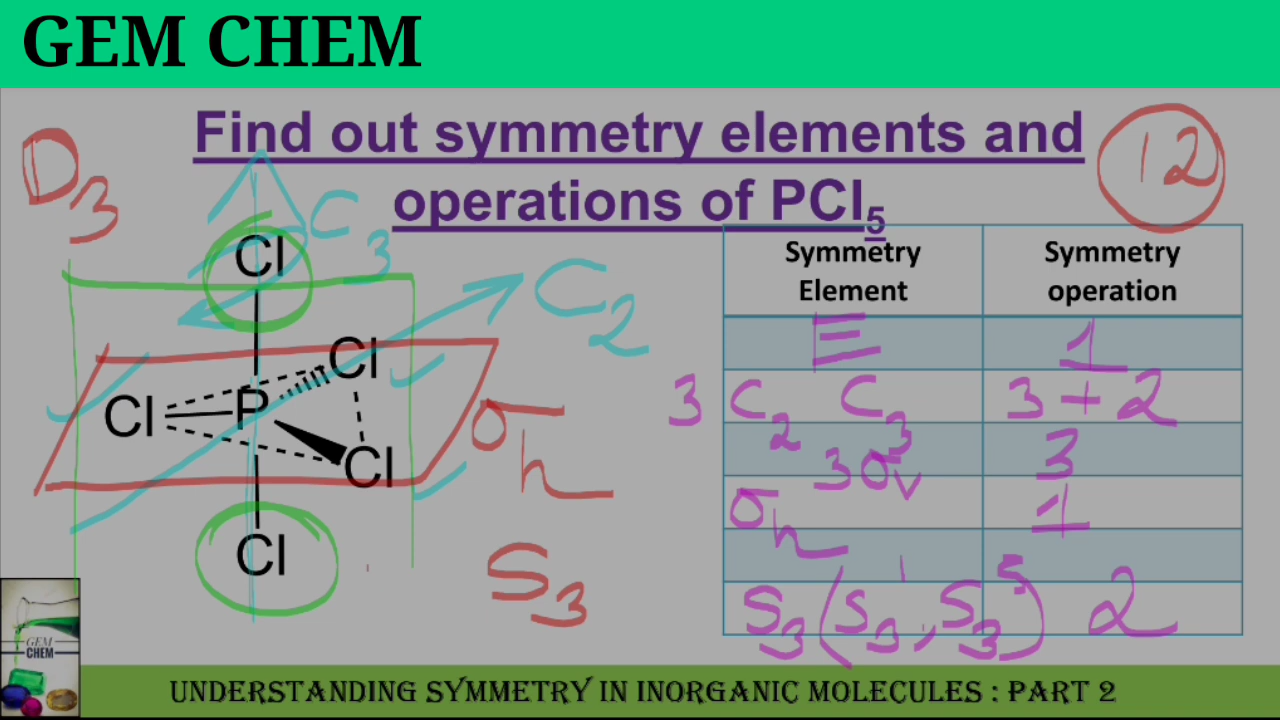 GEM CHEM
Find out symmetry elements and
operations of PCl5
12
D3
C3
Cl
C2
Cl
Cl P
Cl
σh
Cl
S3
Symmetry Element Symmetry operation
E 1
3 C2 C3 3+2
3σv 3
σh 1
S3 (S3^1, S3^5) 2
GEM
CHEM
UNDERSTANDING SYMMETRY IN INORGANIC MOLECULES : PART 2